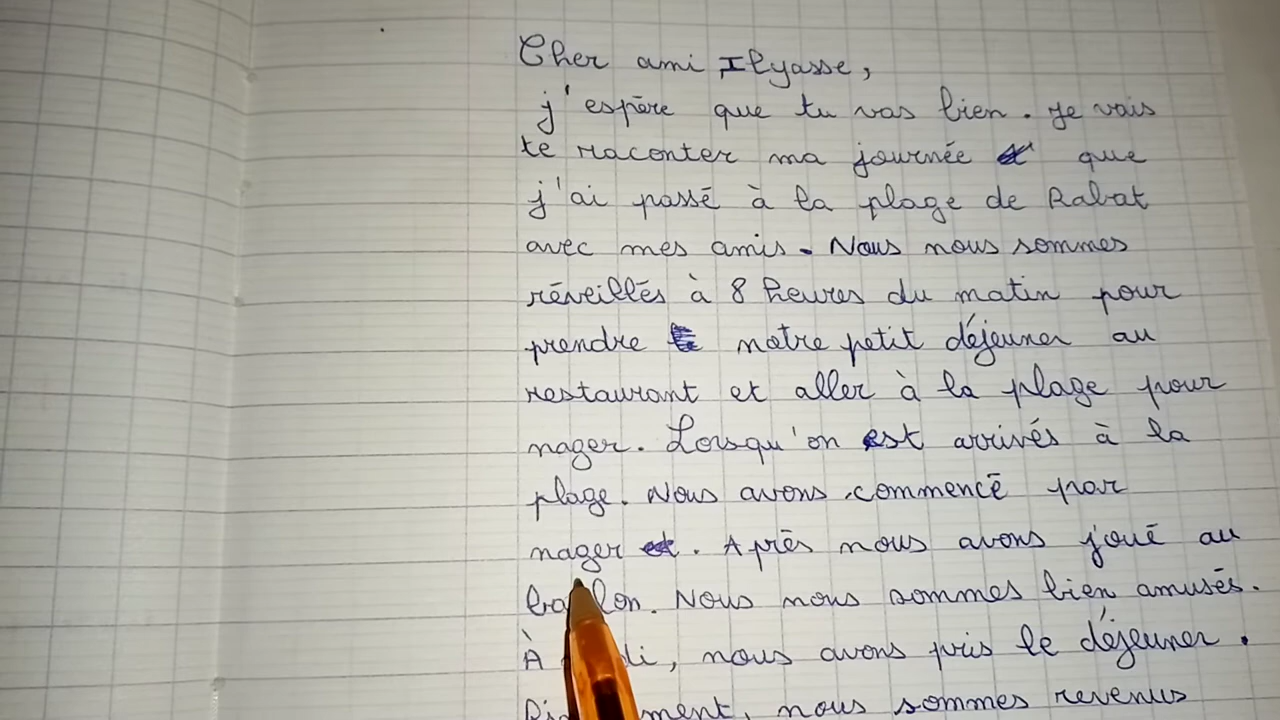 Cher ami Ilyasse,
j'espère que tu vas bien. Je vais
te raconter ma journée que
j'ai passé à la plage de Rabat
avec mes amis. Nous nous sommes
réveillés à 8 heures du matin pour
prendre notre petit déjeuner au
restaurant et aller à la plage pour
nager. Lorsqu'on est arrivés à la
plage. Nous avons commencé par
nager. Après nous avons j'oué au
Nous nous sommes bien amusés.
À nous avons pris le déjeuner.
nous sommes revenus